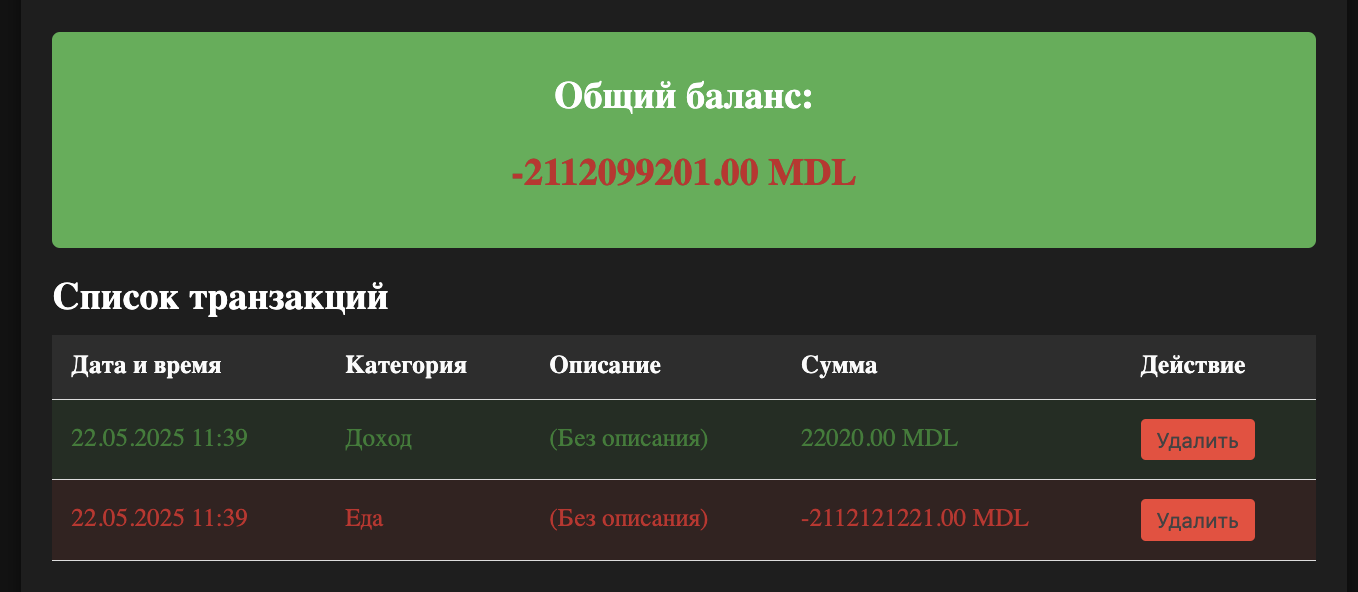 Общий баланс:
-2112099201.00 MDL
Список транзакций
Дата и время Категория Описание Сумма Действие
22.05.2025 11:39 Доход (Без описания) 22020.00 MDL Удалить
22.05.2025 11:39 Еда (Без описания) -2112121221.00 MDL Удалить